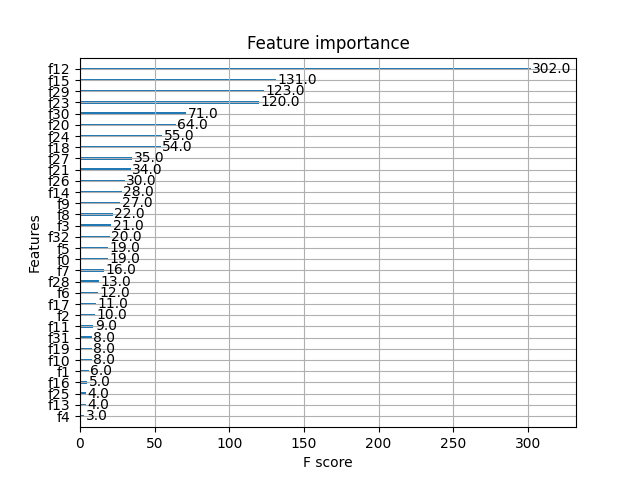 Feature importance
f12 302.0
f15 131.0
f29 123.0
f23 120.0
f30 71.0
f20 64.0
f24 55.0
f18 54.0
f27 35.0
f21 34.0
f26 30.0
f14 28.0
f9 27.0
f8 22.0
f3 21.0
f32 20.0
f5 19.0
f0 19.0
f7 16.0
f28 13.0
f6 12.0
f17 11.0
f2 10.0
f11 9.0
f31 8.0
f19 8.0
f10 8.0
f1 6.0
f16 5.0
f25 4.0
f13 4.0
f4 3.0
Features
0 50 100 150 200 250 300
F score